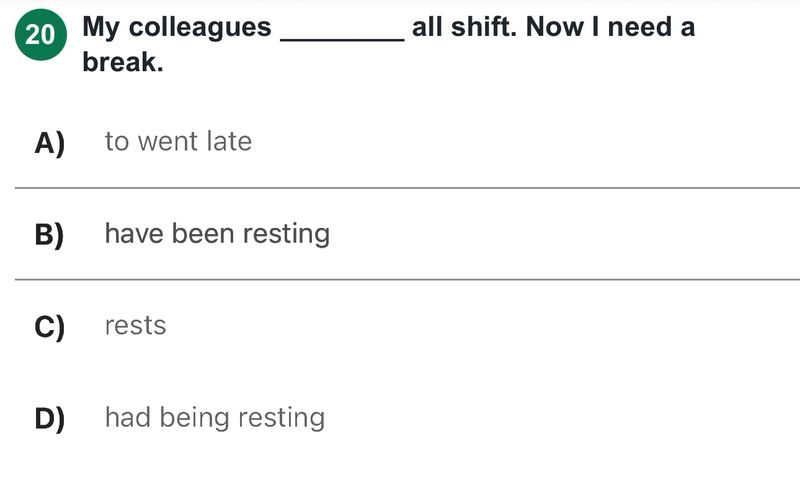 20 My colleagues ________ all shift. Now I need a
break.
A) to went late
B) have been resting
C) rests
D) had being resting